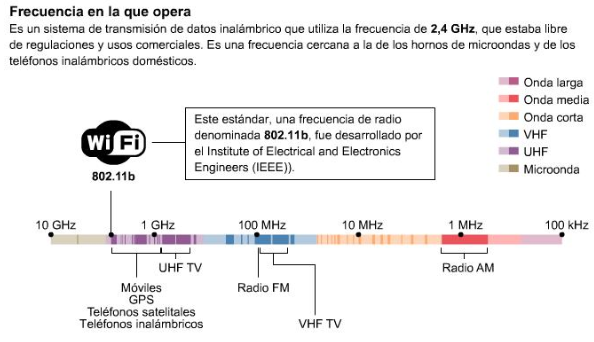 Frecuencia en la que opera
Es un sistema de transmisión de datos inalámbrico que utiliza la frecuencia de 2,4 GHz, que estaba libre
de regulaciones y usos comerciales. Es una frecuencia cercana a la de los hornos de microondas y de los
teléfonos inalámbricos domésticos.
Onda larga
Onda media
Onda corta
VHF
UHF
Microonda
Wi Fi
802.11b
Este estándar, una frecuencia de radio
denominada 802.11b, fue desarrollado por
el Institute of Electrical and Electronics
Engineers (IEEE)).
10 GHz
1 GHz
100 MHz
10 MHz
1 MHz
100 kHz
UHF TV
Móviles
GPS
Teléfonos satelitales
Teléfonos inalámbricos
Radio FM
VHF TV
Radio AM